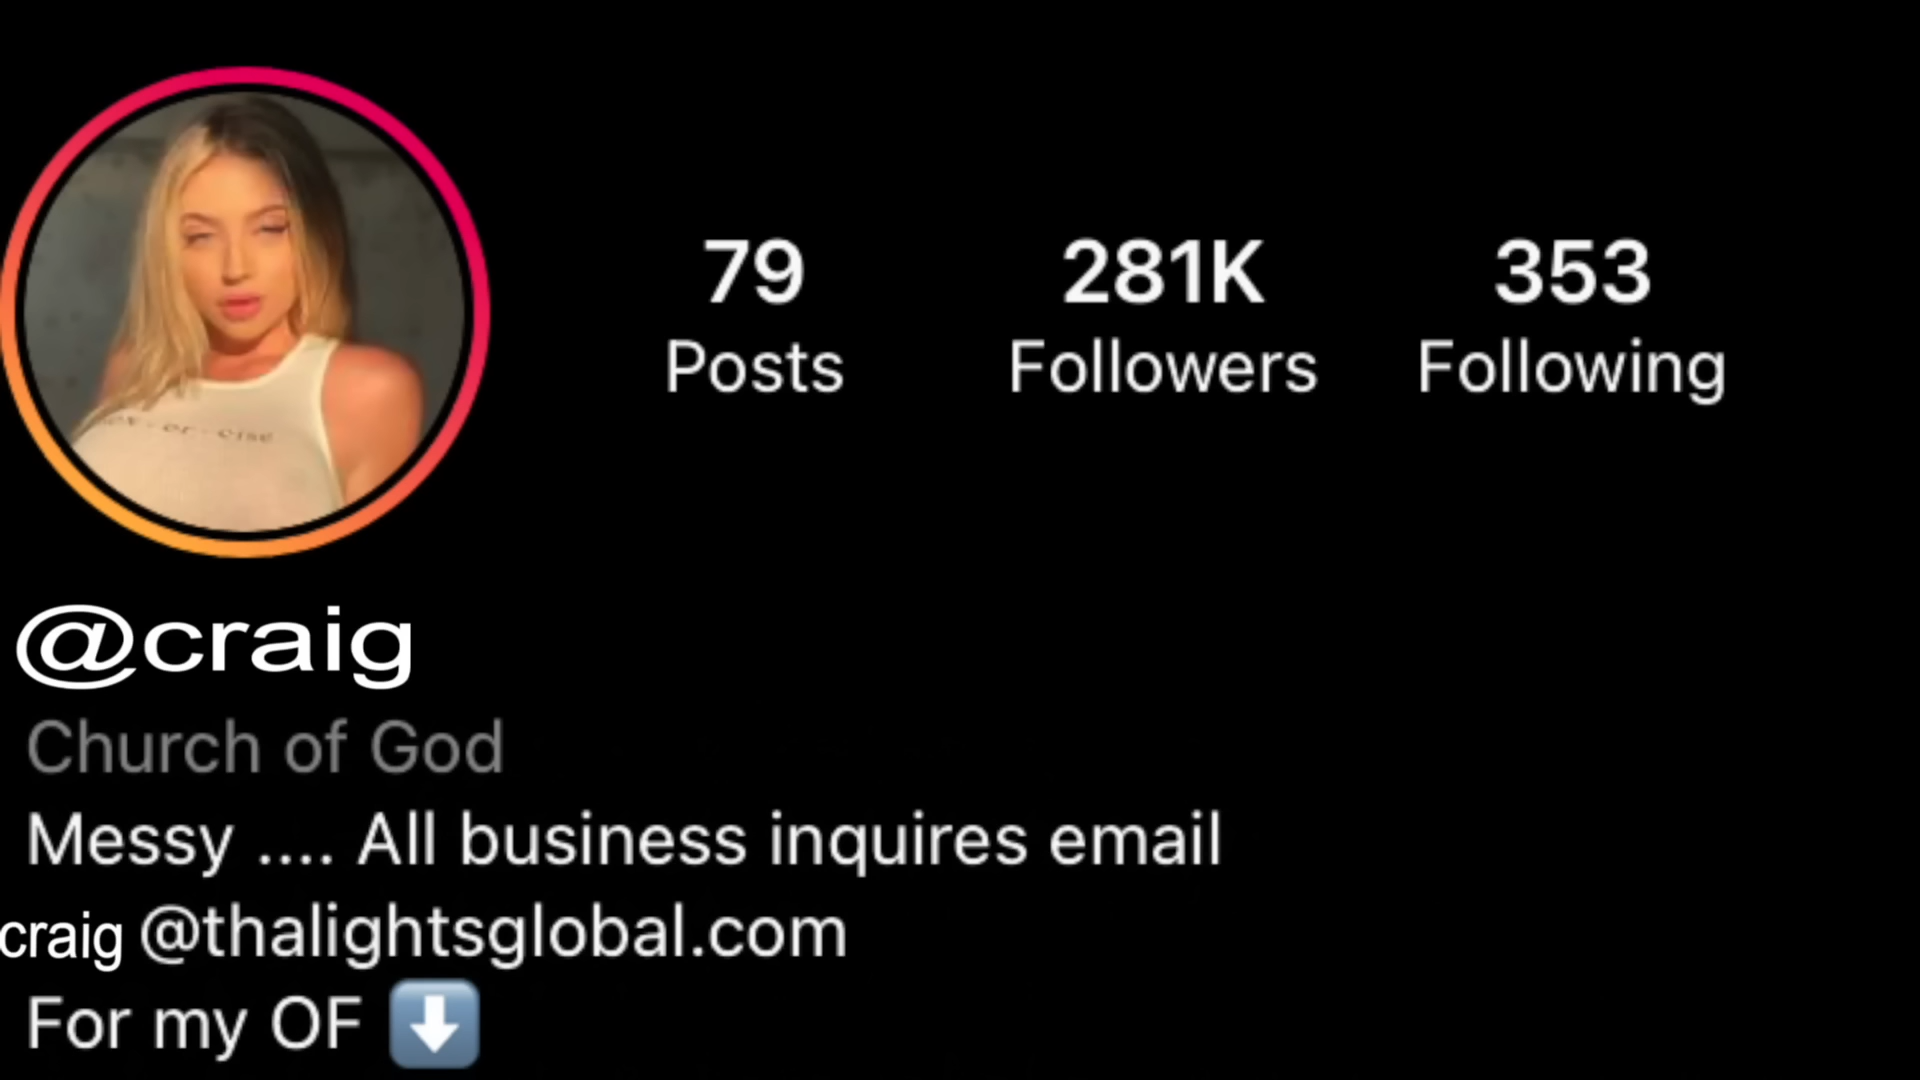 79 281K 353
Posts Followers Following
@craig
Church of God
Messy .... All business inquires email
craig @thalightsglobal.com
For my OF ⬇️